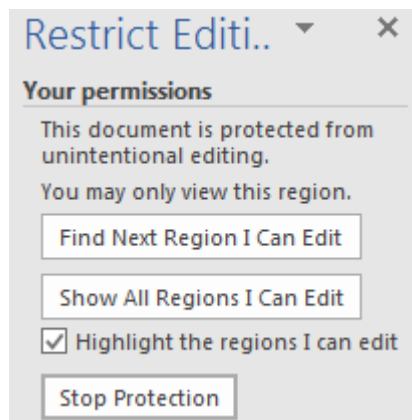 Restrict Editi..
Your permissions
This document is protected from
unintentional editing.
You may only view this region.
Find Next Region I Can Edit
Show All Regions I Can Edit
Highlight the regions I can edit
Stop Protection